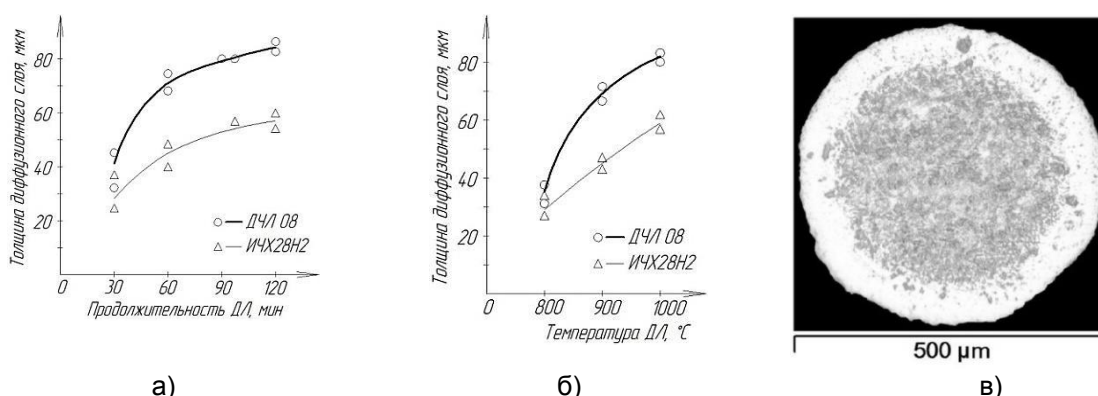 Толщина диффузионного слоя, мкм
80
60
40
20
0
30
60
90
120
Продолжительность ДЛ, мин
ДЧЛ 08
ИЧХ28Н2
а)
Толщина диффузионного слоя, мкм
80
60
40
20
0
800
900
1000
Температура ДЛ, °С
ДЧЛ 08
ИЧХ28Н2
б)
500 µm
в)